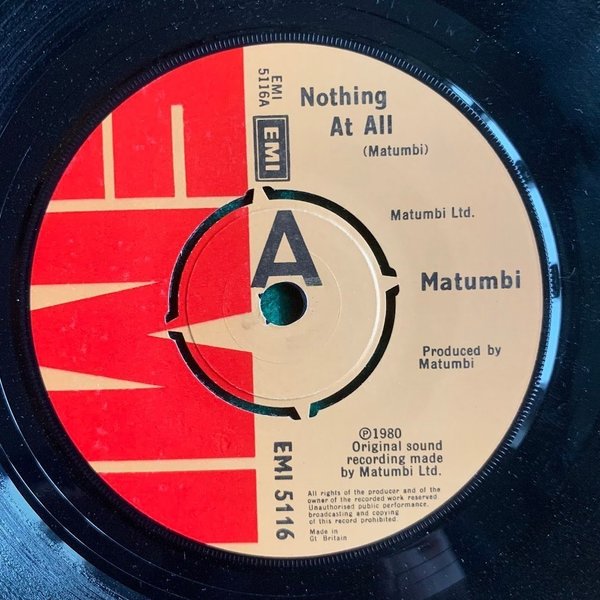 EMI
5116A
EMI
Nothing
At All
(Matumbi)
Matumbi Ltd.
A
Matumbi
Produced by
Matumbi
℗1980
Original sound
recording made
by Matumbi Ltd.
EMI 5116
All rights of the producer and of the
owner of the recorded work reserved.
Unauthorised public performance,
broadcasting and copying
of this record prohibited.
Made in
Gt Britain
EMI